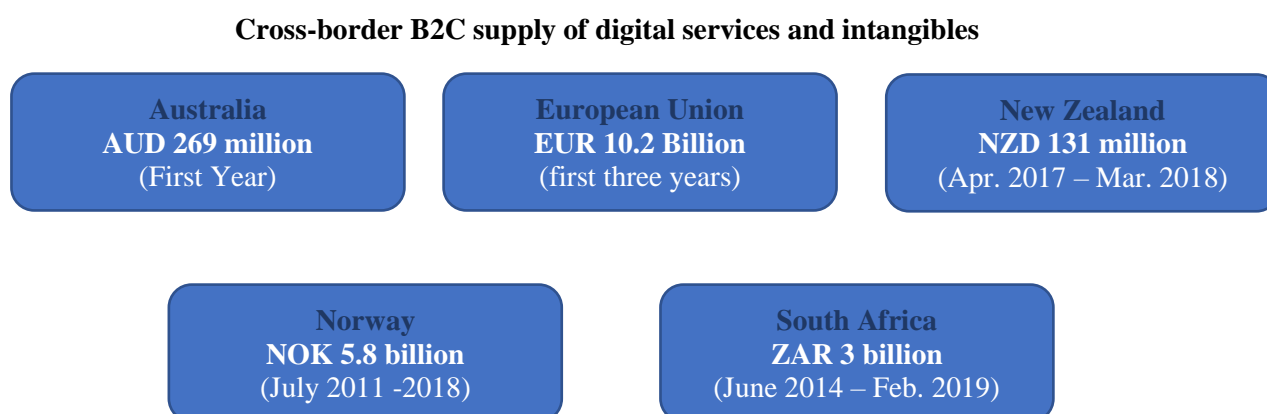 Cross-border B2C supply of digital services and intangibles
Australia
AUD 269 million
(First Year)
European Union
EUR 10.2 Billion
(first three years)
New Zealand
NZD 131 million
(Apr. 2017 – Mar. 2018)
Norway
NOK 5.8 billion
(July 2011 -2018)
South Africa
ZAR 3 billion
(June 2014 – Feb. 2019)